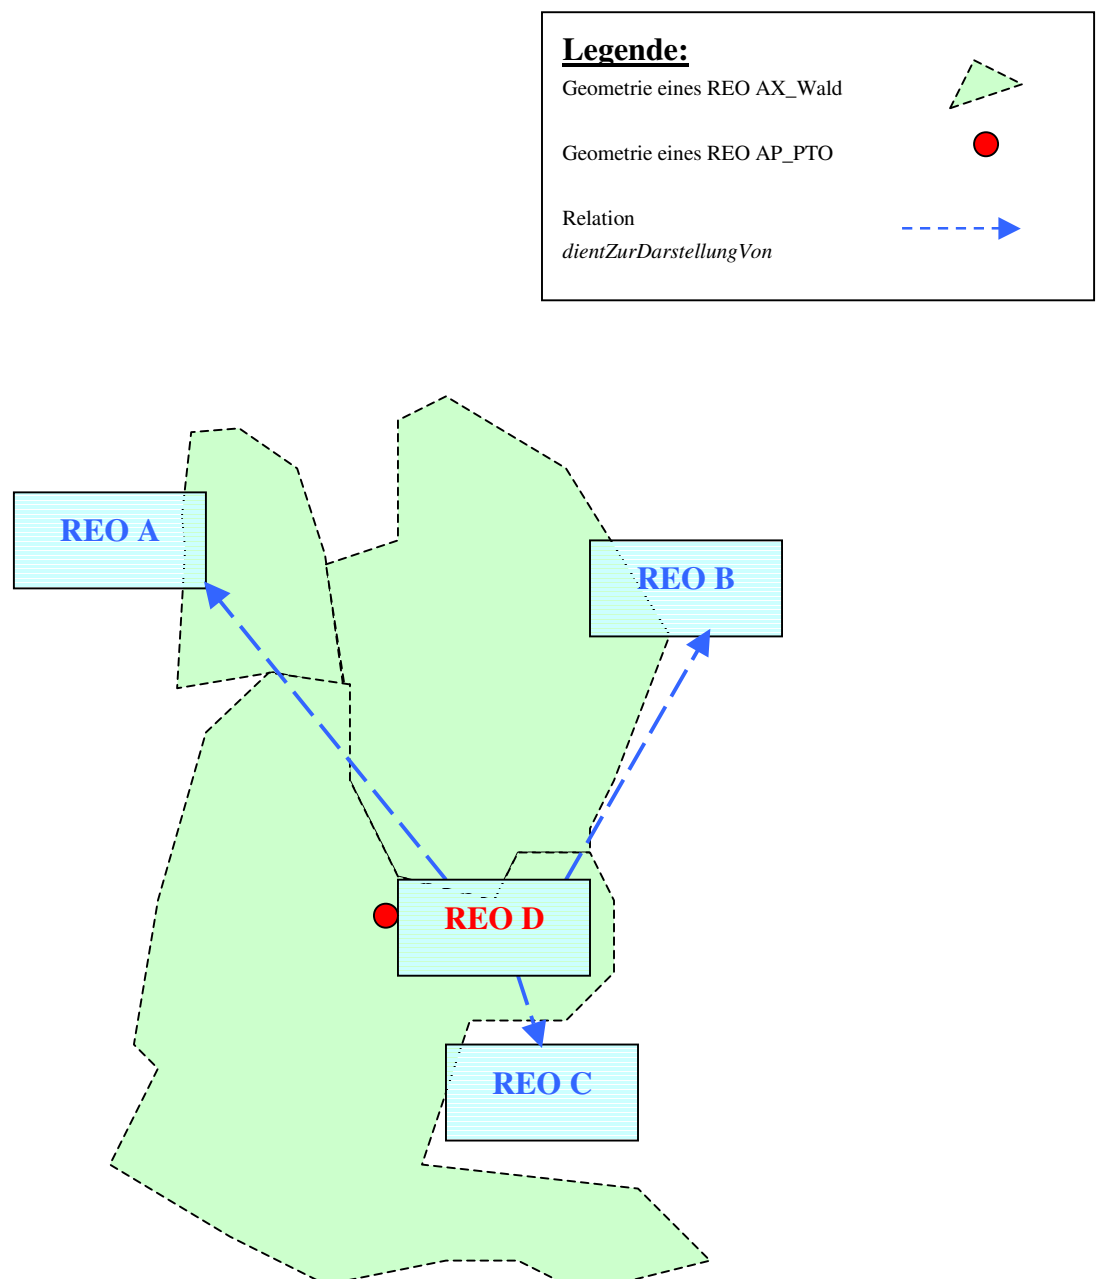 Legende:
Geometrie eines REO AX_Wald
Geometrie eines REO AP_PTO
Relation
dientZurDarstellungVon
REO A
REO B
REO D
REO C